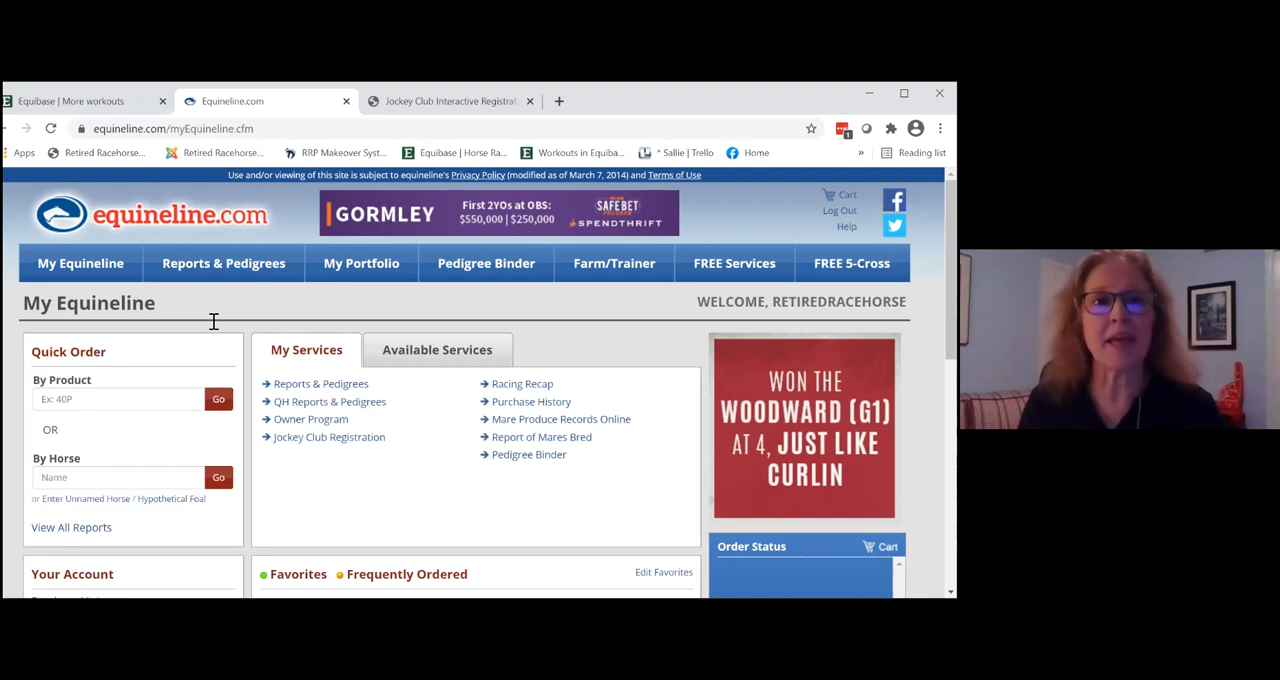 Equibase | More workouts
Equineline.com
Jockey Club Interactive Registrat
equineline.com/myEquineline.cfm
1
Apps
Retired Racehorse...
Retired Racehorse...
RRP Makeover Syst...
Equibase | Horse Ra...
Workouts in Equiba...
* Sallie | Trello
Home
»
Reading list
Use and/or viewing of this site is subject to equineline's Privacy Policy (modified as of March 7, 2014) and Terms of Use
equineline.com
GORMLEY
First 2YOs at OBS:
$550,000 | $250,000
SAFE BET
PROGRAM
SPENDTHRIFT
Cart
Log Out
Help
My Equineline
Reports & Pedigrees
My Portfolio
Pedigree Binder
Farm/Trainer
FREE Services
FREE 5-Cross
My Equineline
WELCOME, RETIREDRACEHORSE
Quick Order
By Product
Ex: 40P
Go
OR
By Horse
Name
Go
or Enter Unnamed Horse / Hypothetical Foal
View All Reports
My Services
Available Services
Reports & Pedigrees
QH Reports & Pedigrees
Owner Program
Jockey Club Registration
Racing Recap
Purchase History
Mare Produce Records Online
Report of Mares Bred
Pedigree Binder
WON THE
WOODWARD (G1)
AT 4, JUST LIKE
CURLIN
Order Status
Cart
Your Account
Favorites
Frequently Ordered
Edit Favorites